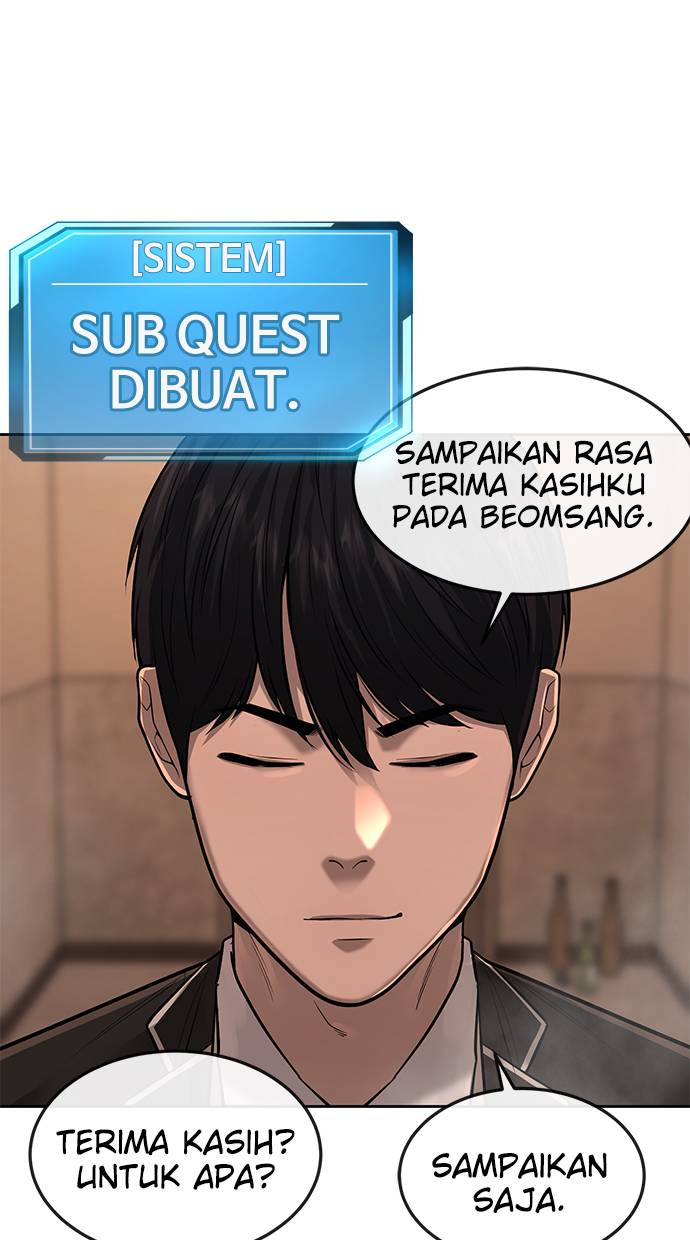 [SISTEM]
SUB QUEST
DIBUAT.
SAMPAIKAN RASA
TERIMA KASIHKU
PADA BEOMSANG.
TERIMA KASIH?
UNTUK APA?
SAMPAIKAN
SAJA.